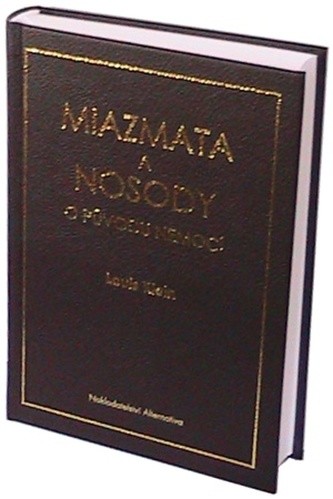 MIAZMATA
A
NOSODY
O PŮVODU NEMOCÍ
Louis Klein
Nakladatelství Alternativa